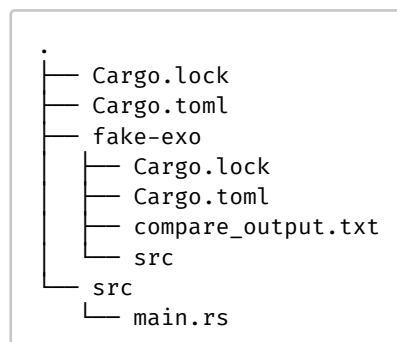 .
├── Cargo.lock
├── Cargo.toml
├── fake-exo
│   ├── Cargo.lock
│   ├── Cargo.toml
│   ├── compare_output.txt
│   └── src
└── src
    └── main.rs